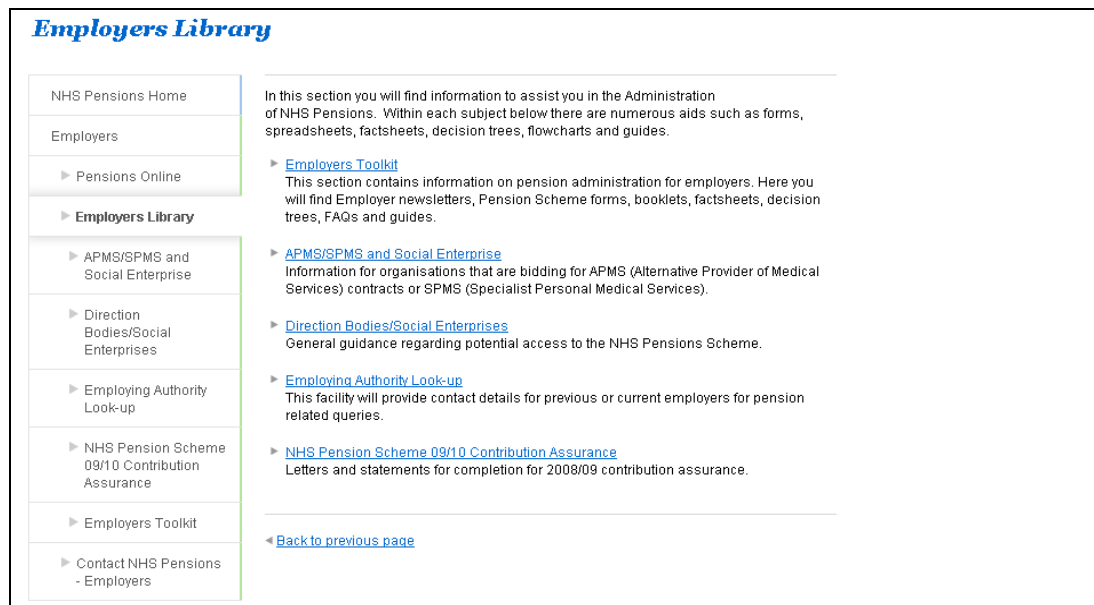 Employers Library
NHS Pensions Home
Employers
Pensions Online
Employers Library
APMS/SPMS and
Social Enterprise
Direction
Bodies/Social
Enterprises
Employing Authority
Look-up
NHS Pension Scheme
09/10 Contribution
Assurance
Employers Toolkit
Contact NHS Pensions
- Employers
In this section you will find information to assist you in the Administration
of NHS Pensions.  Within each subject below there are numerous aids such as forms,
spreadsheets, factsheets, decision trees, flowcharts and guides.
Employers Toolkit
This section contains information on pension administration for employers. Here you
will find Employer newsletters, Pension Scheme forms, booklets, factsheets, decision
trees, FAQs and guides.
APMS/SPMS and Social Enterprise
Information for organisations that are bidding for APMS (Alternative Provider of Medical
Services) contracts or SPMS (Specialist Personal Medical Services).
Direction Bodies/Social Enterprises
General guidance regarding potential access to the NHS Pensions Scheme.
Employing Authority Look-up
This facility will provide contact details for previous or current employers for pension
related queries.
NHS Pension Scheme 09/10 Contribution Assurance
Letters and statements for completion for 2008/09 contribution assurance.
Back to previous page